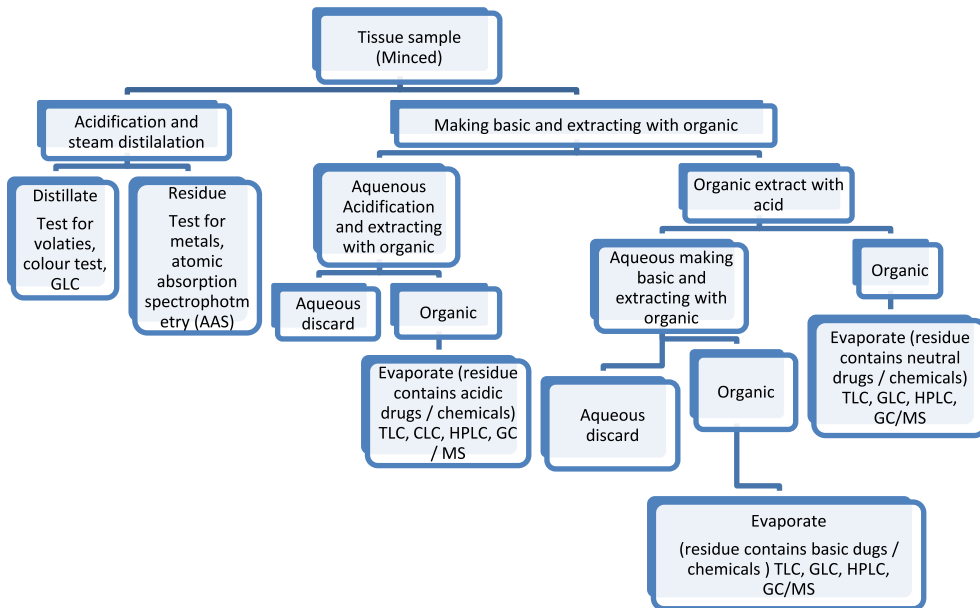 Tissue sample
(Minced)
Acidification and
steam distilalation
Making basic and extracting with organic
Distillate
Test for
volaties,
colour test,
GLC
Residue
Test for
metals,
atomic
absorption
spectrophotm
etry (AAS)
Aquenous
Acidification
and extracting
with organic
Organic extract with
acid
Aqueous
discard
Organic
Aqueous making
basic and
extracting with
organic
Organic
Evaporate (residue
contains acidic
drugs / chemicals)
TLC, CLC, HPLC, GC
/ MS
Aqueous
discard
Organic
Evaporate (residue
contains neutral
drugs / chemicals)
TLC, GLC, HPLC,
GC/MS
Evaporate
(residue contains basic dugs /
chemicals ) TLC, GLC, HPLC,
GC/MS